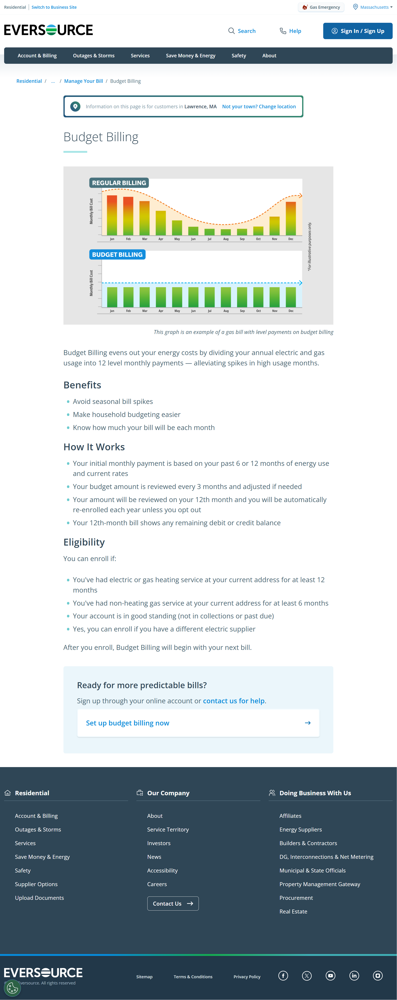 Residential
Switch to Business Site
Gas Emergency
Massachusetts
EVERSOURCE
Search
Help
Sign In / Sign Up
Account & Billing
Outages & Storms
Services
Save Money & Energy
Safety
About
Residential / ... / Manage Your Bill / Budget Billing
Information on this page is for customers in Lawrence, MA Not your town? Change location
Budget Billing
REGULAR BILLING
Monthly Bill Cost
Jan Feb Mar Apr May Jun Jul Aug Sep Oct Nov Dec
*For illustrative purposes only.
BUDGET BILLING
Monthly Bill Cost
Jan Feb Mar Apr May Jun Jul Aug Sep Oct Nov Dec
This graph is an example of a gas bill with level payments on budget billing
Budget Billing evens out your energy costs by dividing your annual electric and gas
usage into 12 level monthly payments — alleviating spikes in high usage months.
Benefits
Avoid seasonal bill spikes
Make household budgeting easier
Know how much your bill will be each month
How It Works
Your initial monthly payment is based on your past 6 or 12 months of energy use
and current rates
Your budget amount is reviewed every 3 months and adjusted if needed
Your amount will be reviewed on your 12th month and you will be automatically
re-enrolled each year unless you opt out
Your 12th-month bill shows any remaining debit or credit balance
Eligibility
You can enroll if:
You've had electric or gas heating service at your current address for at least 12
months
You've had non-heating gas service at your current address for at least 6 months
Your account is in good standing (not in collections or past due)
Yes, you can enroll if you have a different electric supplier
After you enroll, Budget Billing will begin with your next bill.
Ready for more predictable bills?
Sign up through your online account or contact us for help.
Set up budget billing now
Residential
Account & Billing
Outages & Storms
Services
Save Money & Energy
Safety
Supplier Options
Upload Documents
Our Company
About
Service Territory
Investors
News
Accessibility
Careers
Contact Us
Doing Business With Us
Affiliates
Energy Suppliers
Builders & Contractors
DG, Interconnections & Net Metering
Municipal & State Officials
Property Management Gateway
Procurement
Real Estate
EVERSOURCE
Eversource. All rights reserved
Sitemap
Terms & Conditions
Privacy Policy